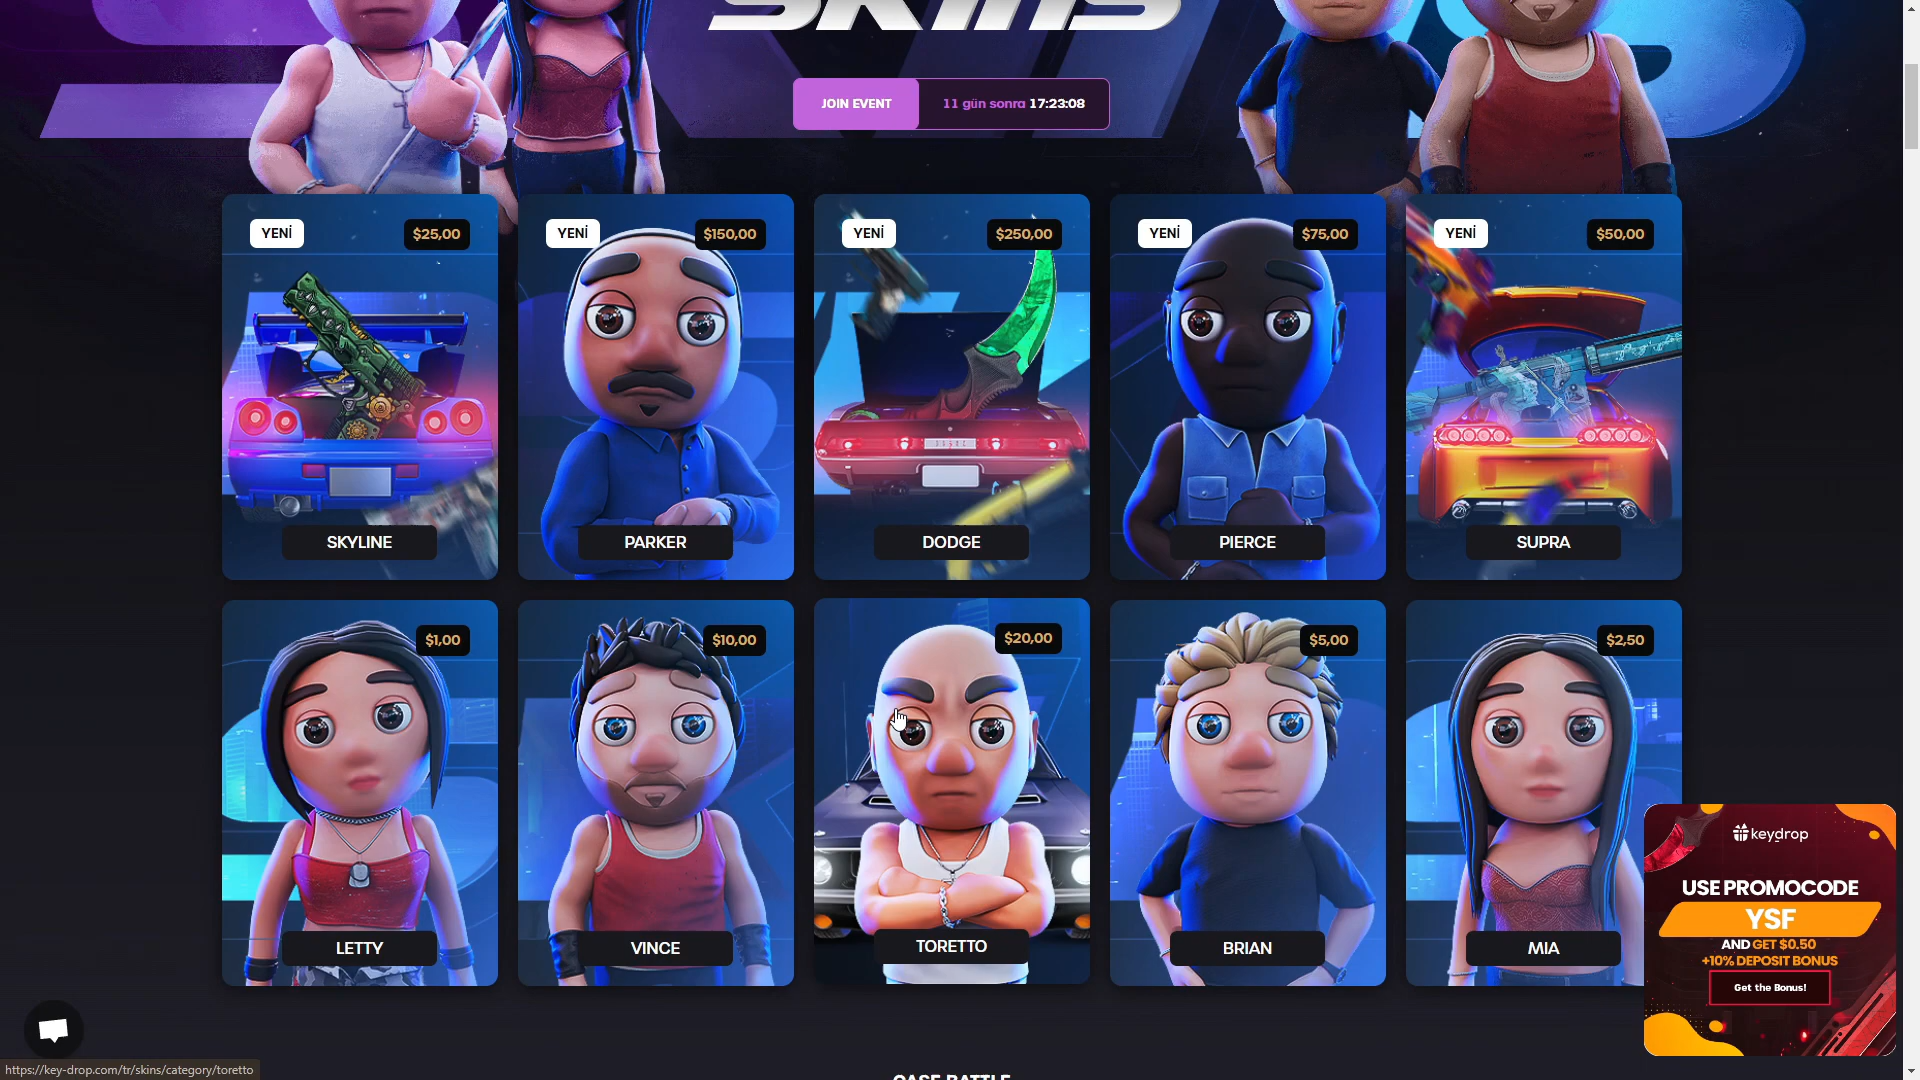 SKINS
JOIN EVENT
11 gün sonra 17:23:08
YENİ
$25,00
YENİ
$150,00
YENİ
$250,00
YENİ
$75,00
YENİ
$50,00
SKYLINE
PARKER
DODGE
PIERCE
SUPRA
$1,00
$10,00
$20,00
$5,00
$2,50
LETTY
VINCE
TORETTO
BRIAN
MIA
keydrop
USE PROMOCODE
YSF
AND GET $0.50
+10% DEPOSIT BONUS
Get the Bonus!
https://key-drop.com/tr/skins/category/toretto
CASE BATTLE